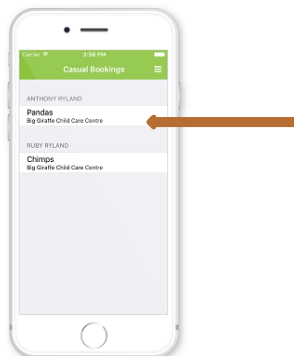 Carrier 3:58 PM
Casual Bookings
ANTHONY RYLAND
Pandas
Big Giraffe Child Care Centre
RUBY RYLAND
Chimps
Big Giraffe Child Care Centre